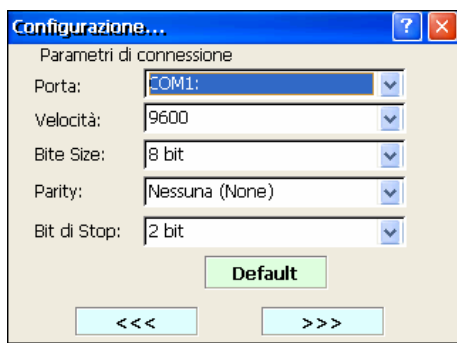 Configurazione...
Parametri di connessione
Porta: COM1:
Velocità: 9600
Bite Size: 8 bit
Parity: Nessuna (None)
Bit di Stop: 2 bit
Default
<<< >>>